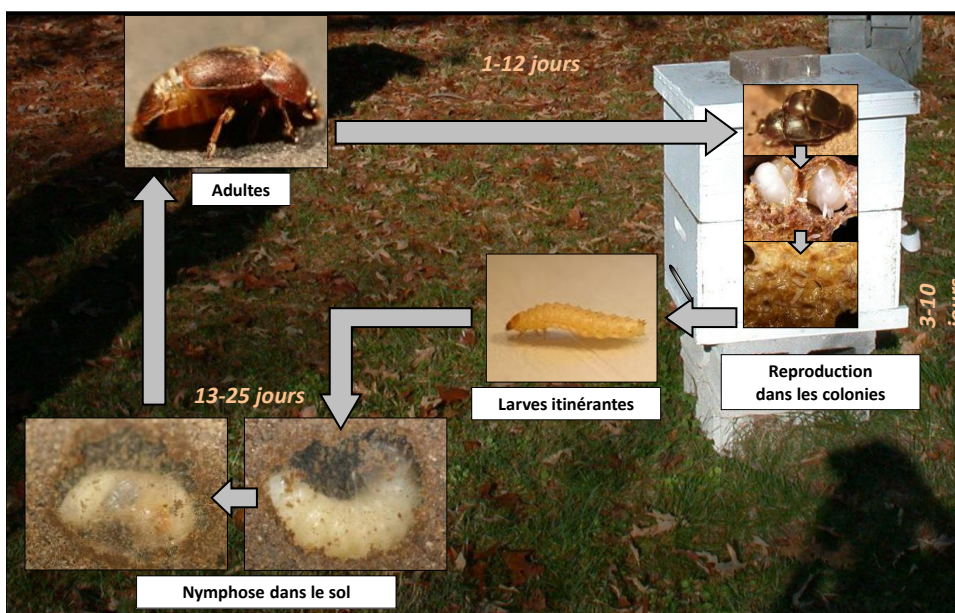 1-12 jours
Adultes
3-10
jours
Larves itinérantes
Reproduction
dans les colonies
13-25 jours
Nymphose dans le sol